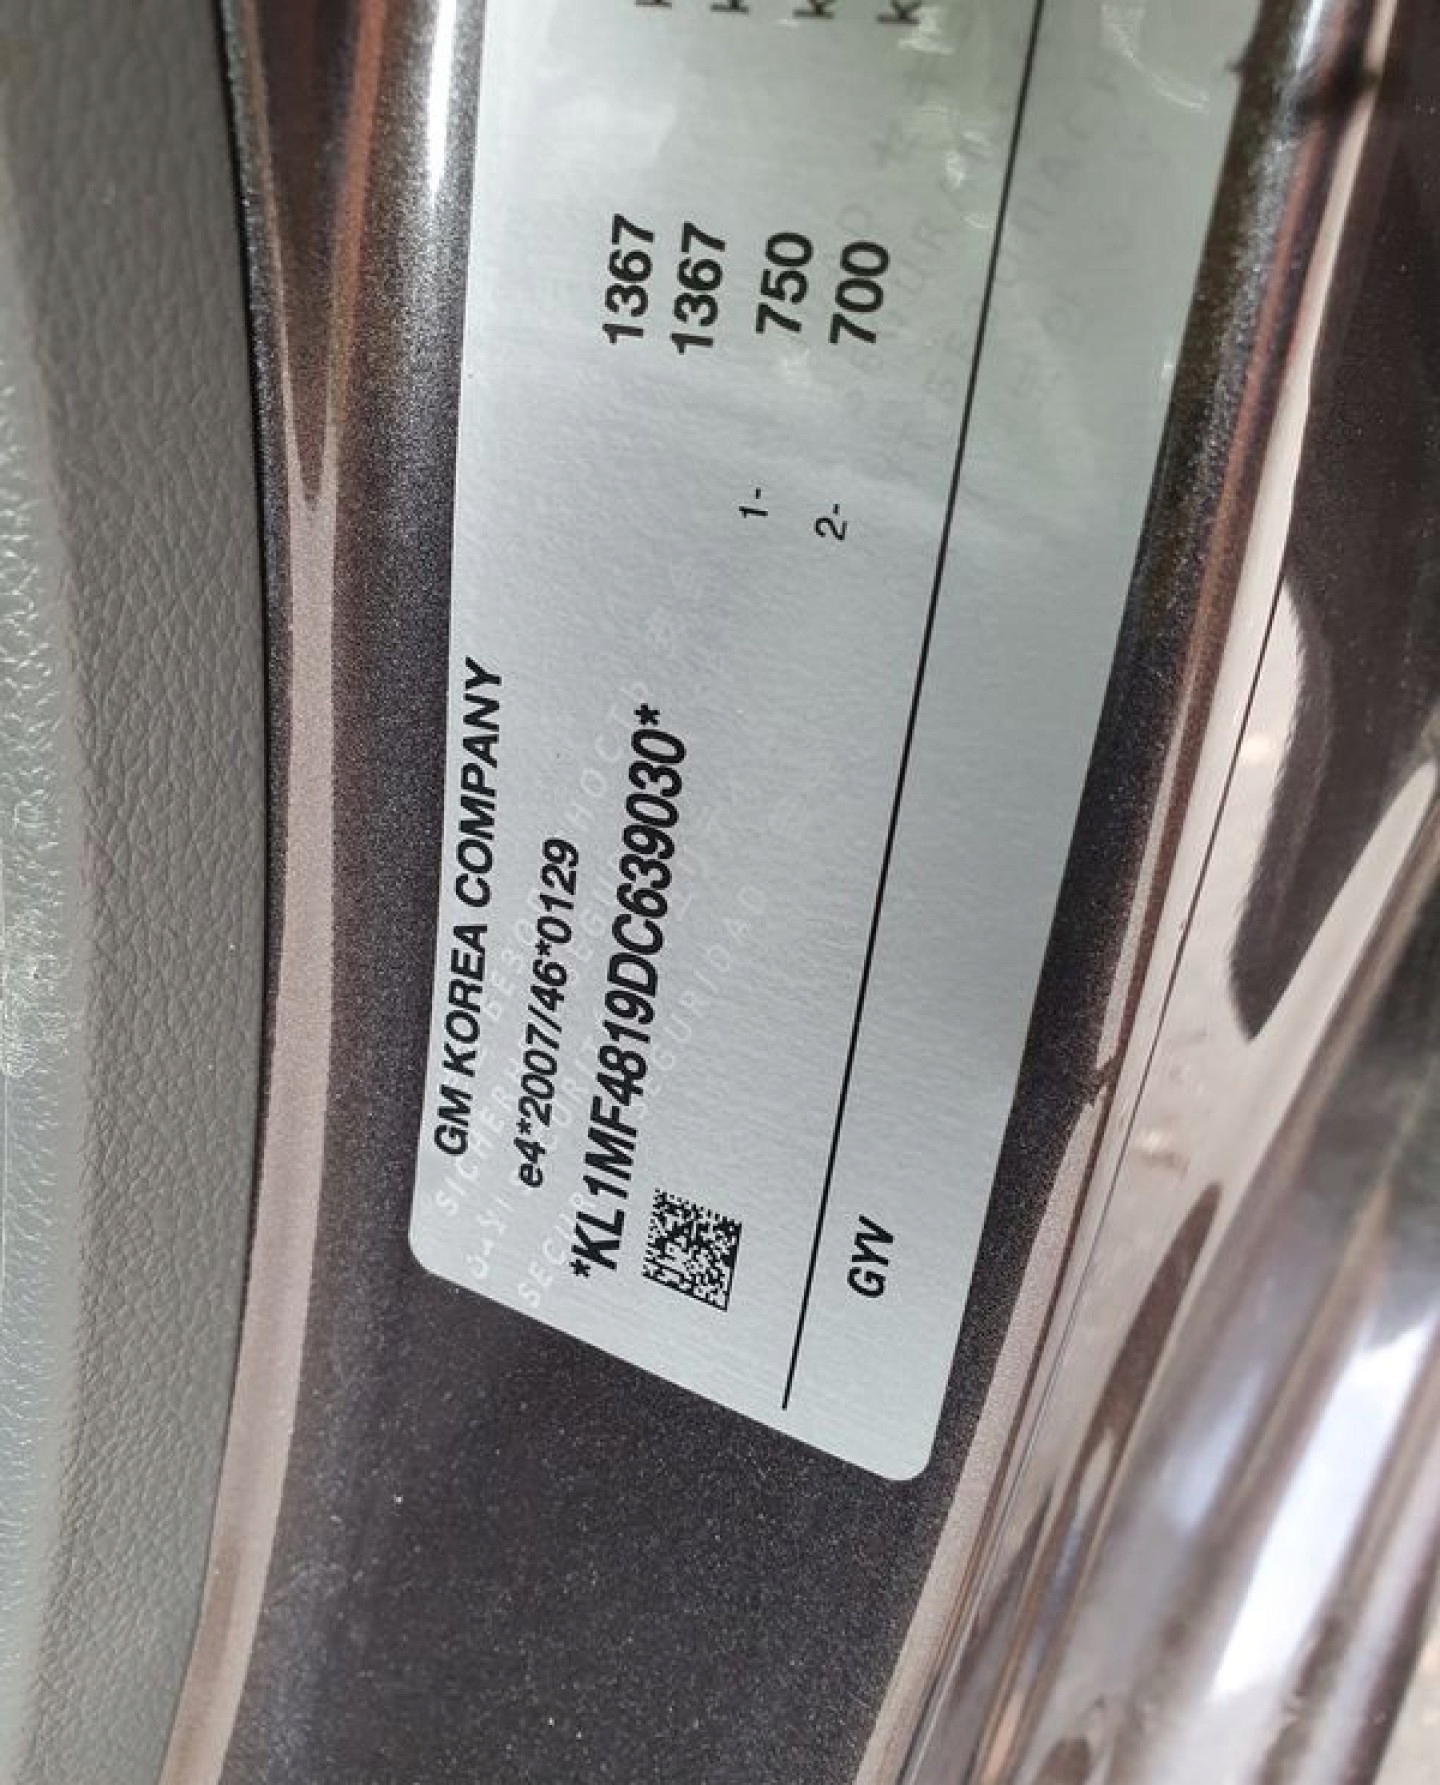 GM KOREA COMPANY
e4*2007/46*0129
*KL1MF4819DC639030*
1367 K
1367 K
1- 750 K
2- 700 K
GYV